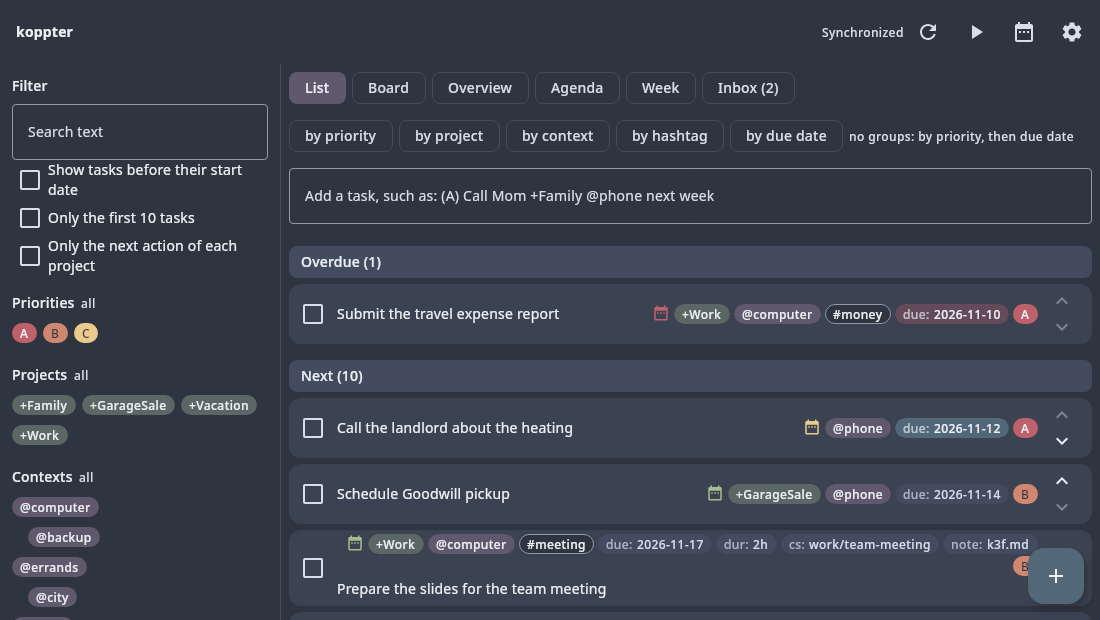 koppter
Synchronized
Filter
Search text
Show tasks before their start
date
Only the first 10 tasks
Only the next action of each
project
Priorities all
A B C
Projects all
+Family +GarageSale +Vacation
+Work
Contexts all
@computer
@backup
@errands
@city
List Board Overview Agenda Week Inbox (2)
by priority by project by context by hashtag by due date no groups: by priority, then due date
Add a task, such as: (A) Call Mom +Family @phone next week
Overdue (1)
Submit the travel expense report +Work @computer #money due: 2026-11-10 A
Next (10)
Call the landlord about the heating @phone due: 2026-11-12 A
Schedule Goodwill pickup +GarageSale @phone due: 2026-11-14 B
+Work @computer #meeting due: 2026-11-17 dur: 2h cs: work/team-meeting note: k3f.md
B
Prepare the slides for the team meeting